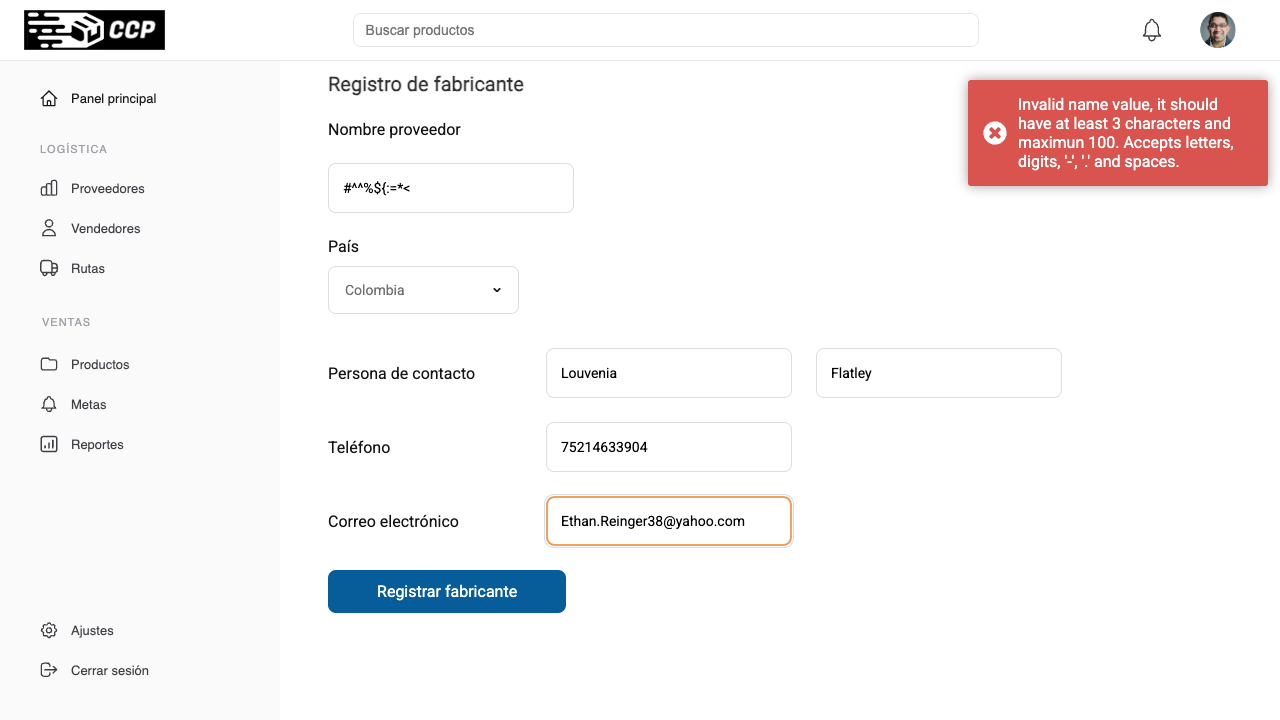 CCP
Buscar productos
Panel principal
LOGÍSTICA
Proveedores
Vendedores
Rutas
VENTAS
Productos
Metas
Reportes
Ajustes
Cerrar sesión
Registro de fabricante
Nombre proveedor
#^^%${:=*<
País
Colombia
Persona de contacto
Louvenia
Flatley
Teléfono
75214633904
Correo electrónico
Ethan.Reinger38@yahoo.com
Registrar fabricante
Invalid name value, it should
have at least 3 characters and
maximun 100. Accepts letters,
digits, '-', '.' and spaces.